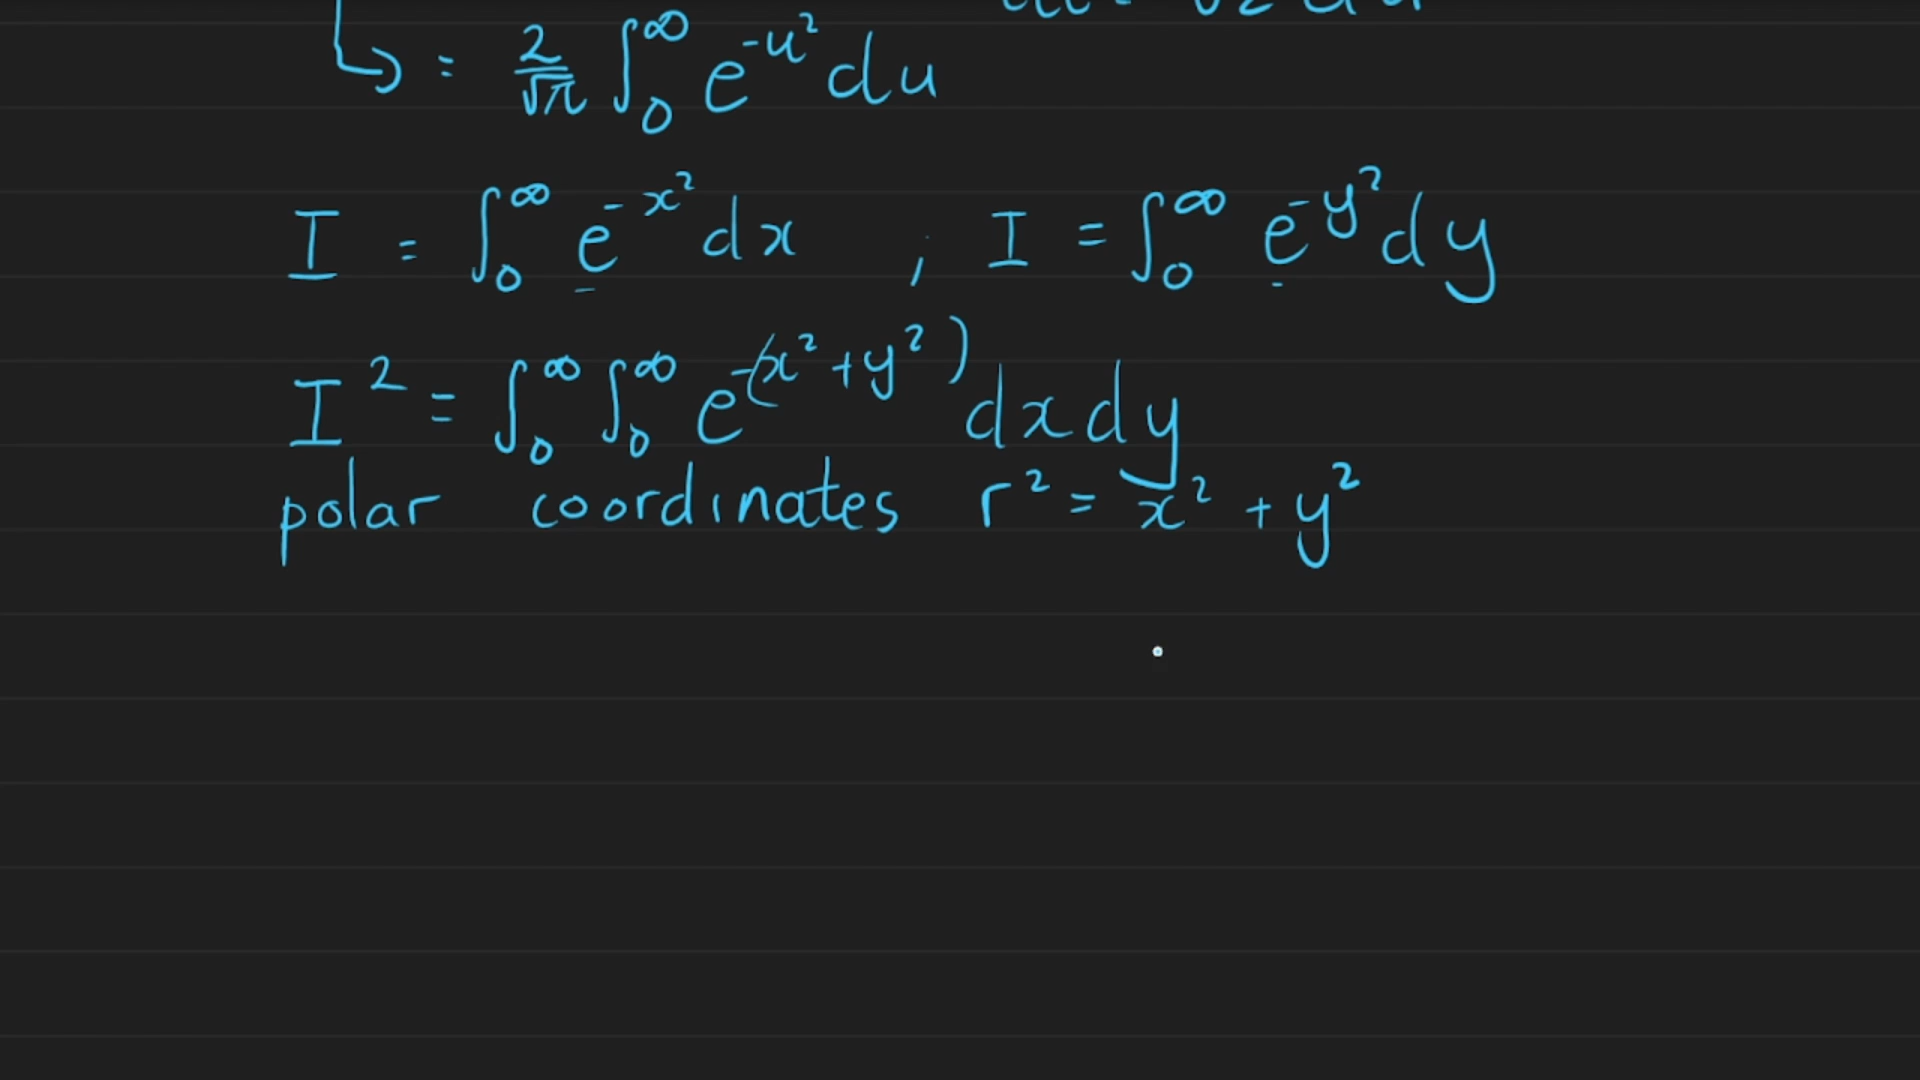 = 2/√π ∫₀^∞ e^{-u²} du
I = ∫₀^∞ e^{-x²} dx , I = ∫₀^∞ e^{-y²} dy
I² = ∫₀^∞ ∫₀^∞ e^{-(x²+y²)} dx dy
polar coordinates r² = x² + y²